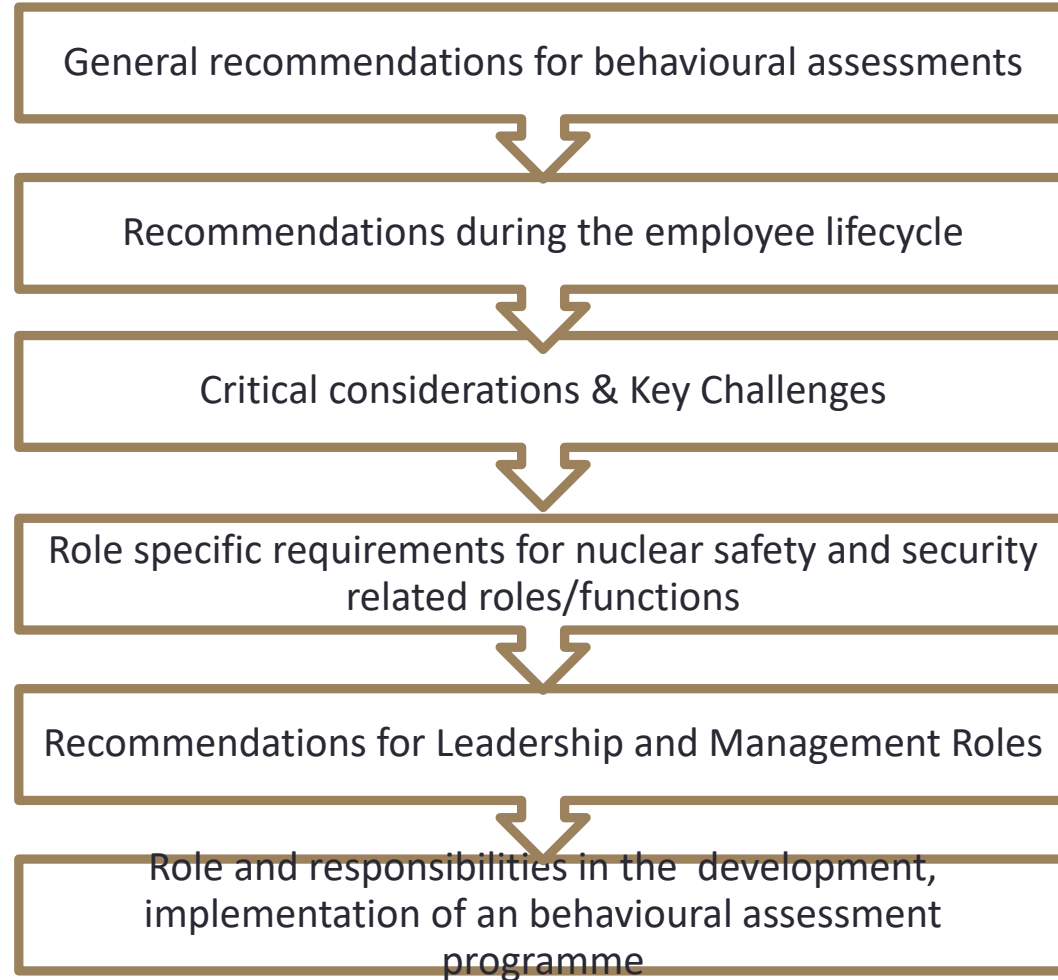 General recommendations for behavioural assessments
Recommendations during the employee lifecycle
Critical considerations & Key Challenges
Role specific requirements for nuclear safety and security
related roles/functions
Recommendations for Leadership and Management Roles
Role and responsibilities in the development,
implementation of an behavioural assessment
programme